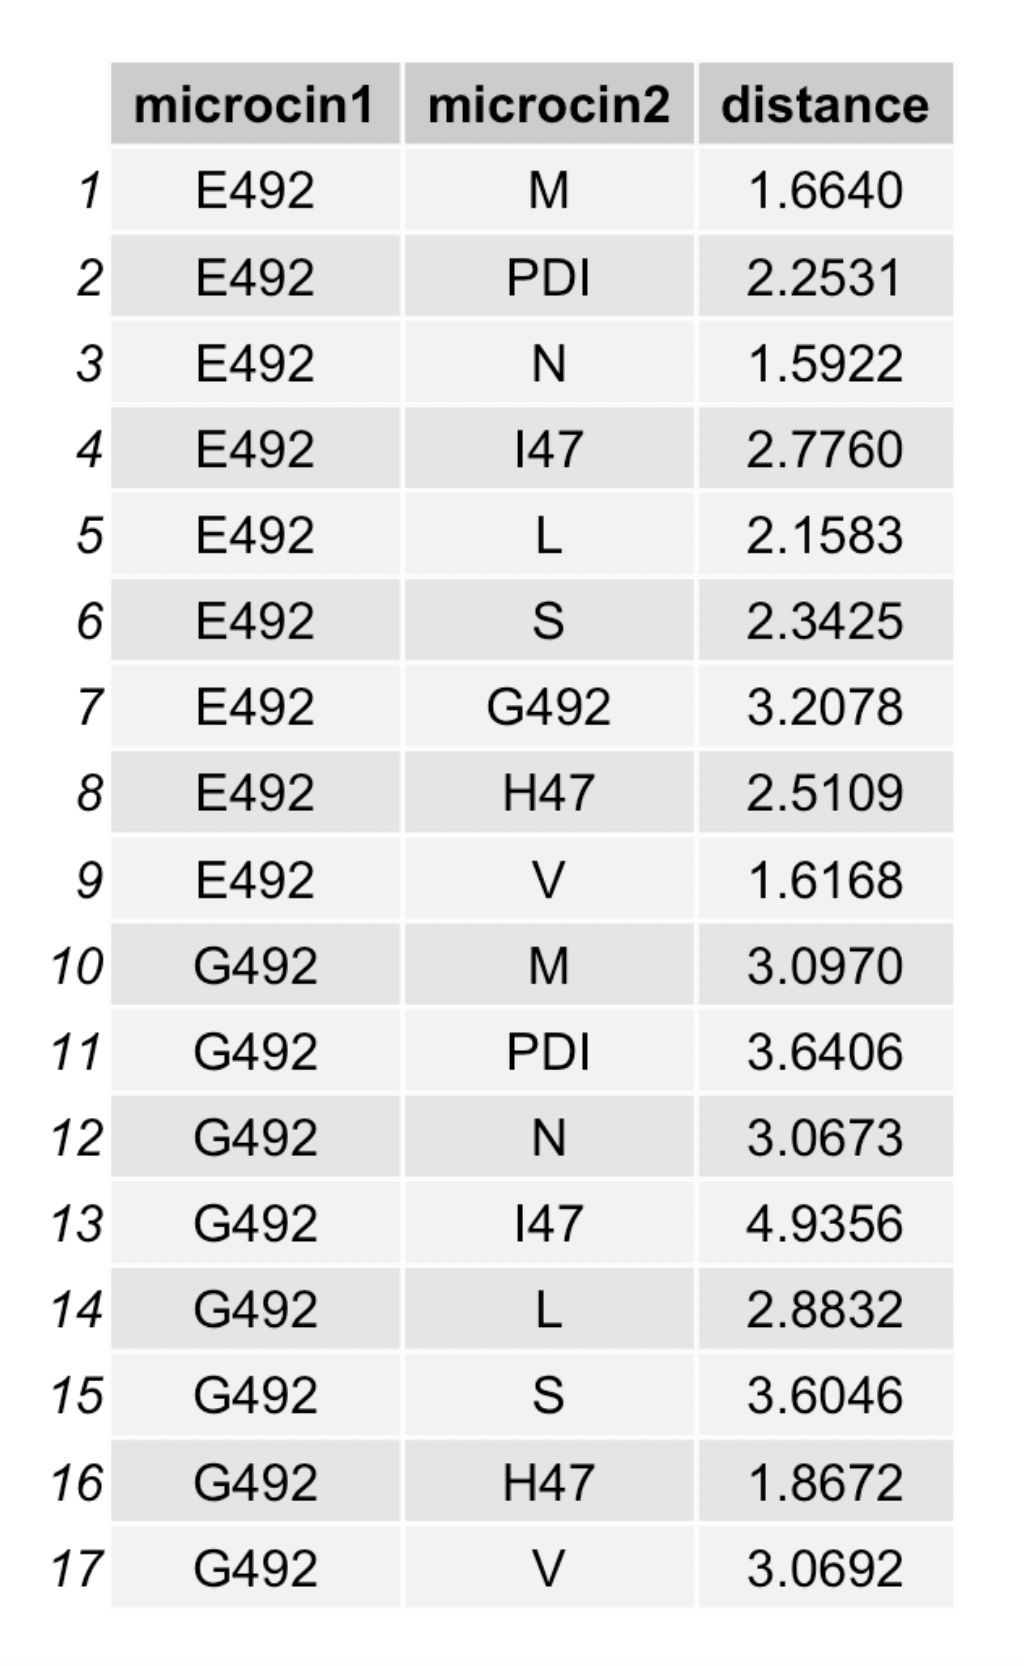 microcin1 microcin2 distance
1 E492 M 1.6640
2 E492 PDI 2.2531
3 E492 N 1.5922
4 E492 I47 2.7760
5 E492 L 2.1583
6 E492 S 2.3425
7 E492 G492 3.2078
8 E492 H47 2.5109
9 E492 V 1.6168
10 G492 M 3.0970
11 G492 PDI 3.6406
12 G492 N 3.0673
13 G492 I47 4.9356
14 G492 L 2.8832
15 G492 S 3.6046
16 G492 H47 1.8672
17 G492 V 3.0692